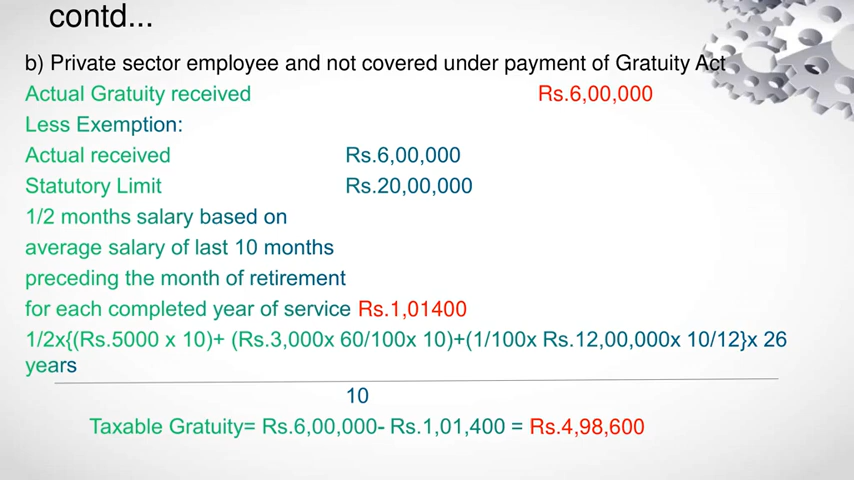 contd...
b) Private sector employee and not covered under payment of Gratuity Act
Actual Gratuity received Rs.6,00,000
Less Exemption:
Actual received Rs.6,00,000
Statutory Limit Rs.20,00,000
1/2 months salary based on
average salary of last 10 months
preceding the month of retirement
for each completed year of service Rs.1,01400
1/2x{(Rs.5000 x 10)+ (Rs.3,000x 60/100x 10)+(1/100x Rs.12,00,000x 10/12}x 26
years
10
Taxable Gratuity= Rs.6,00,000- Rs.1,01,400 = Rs.4,98,600